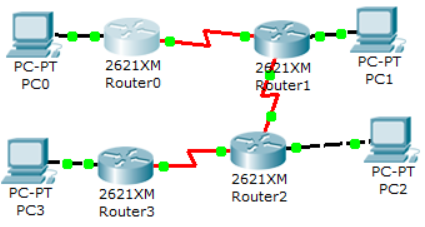 PC-PT
PC0
2621XM
Router0
2621XM
Router1
PC-PT
PC1
PC-PT
PC3
2621XM
Router3
2621XM
Router2
PC-PT
PC2